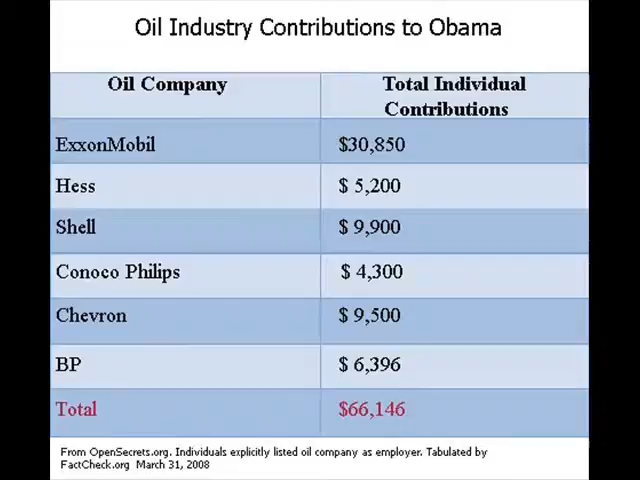 Oil Industry Contributions to Obama
Oil Company Total Individual
Contributions
ExxonMobil $30,850
Hess $ 5,200
Shell $ 9,900
Conoco Philips $ 4,300
Chevron $ 9,500
BP $ 6,396
Total $66,146
From OpenSecrets.org. Individuals explicitly listed oil company as employer. Tabulated by
FactCheck.org March 31, 2008